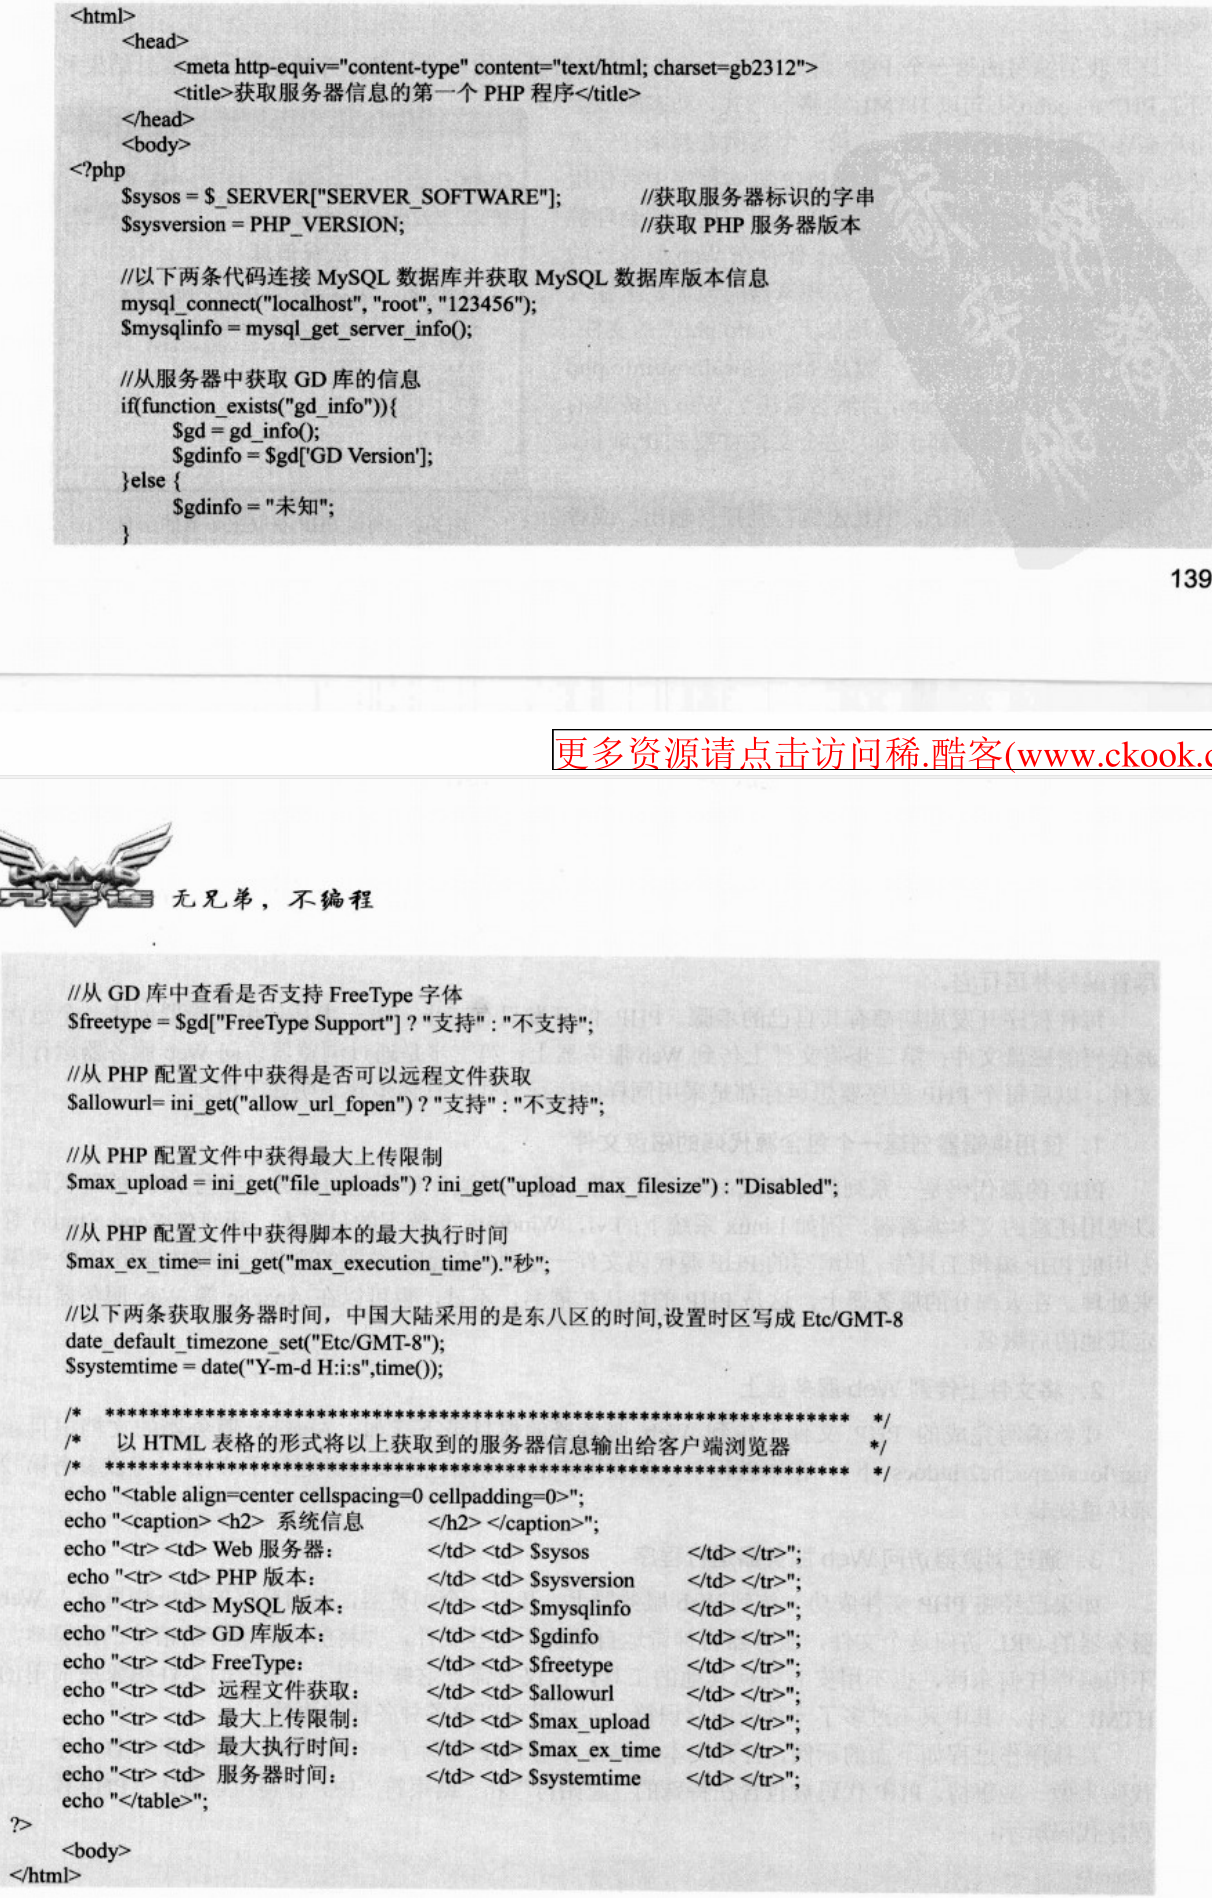 <html>
<head>
<meta http-equiv="content-type" content="text/html; charset=gb2312">
<title>获取服务器信息的第一个 PHP 程序</title>
</head>
<body>
<?php
$sysos = $_SERVER["SERVER_SOFTWARE"]; //获取服务器标识的字串
$sysversion = PHP_VERSION; //获取 PHP 服务器版本
//以下两条代码连接 MySQL 数据库并获取 MySQL 数据库版本信息
mysql_connect("localhost", "root", "123456");
$mysqlinfo = mysql_get_server_info();
//从服务器中获取 GD 库的信息
if(function_exists("gd_info")){
$gd = gd_info();
$gdinfo = $gd['GD Version'];
}else {
$gdinfo = "未知";
}
139
更多资源请点击访问稀.酷客(www.ckook.c
兄弟连 无兄弟，不编程
//从 GD 库中查看是否支持 FreeType 字体
$freetype = $gd["FreeType Support"] ? "支持" : "不支持";
//从 PHP 配置文件中获得是否可以远程文件获取
$allowurl= ini_get("allow_url_fopen") ? "支持" : "不支持";
//从 PHP 配置文件中获得最大上传限制
$max_upload = ini_get("file_uploads") ? ini_get("upload_max_filesize") : "Disabled";
//从 PHP 配置文件中获得脚本的最大执行时间
$max_ex_time= ini_get("max_execution_time")."秒";
//以下两条获取服务器时间，中国大陆采用的是东八区的时间,设置时区写成 Etc/GMT-8
date_default_timezone_set("Etc/GMT-8");
$systemtime = date("Y-m-d H:i:s",time());
/* ******************************************************************* */
/* 以 HTML 表格的形式将以上获取到的服务器信息输出给客户端浏览器 */
/* ******************************************************************* */
echo "<table align=center cellspacing=0 cellpadding=0>";
echo "<caption> <h2> 系统信息 </h2> </caption>";
echo "<tr> <td> Web 服务器： </td> <td> $sysos </td> </tr>";
echo "<tr> <td> PHP 版本： </td> <td> $sysversion </td> </tr>";
echo "<tr> <td> MySQL 版本： </td> <td> $mysqlinfo </td> </tr>";
echo "<tr> <td> GD 库版本： </td> <td> $gdinfo </td> </tr>";
echo "<tr> <td> FreeType： </td> <td> $freetype </td> </tr>";
echo "<tr> <td> 远程文件获取： </td> <td> $allowurl </td> </tr>";
echo "<tr> <td> 最大上传限制： </td> <td> $max_upload </td> </tr>";
echo "<tr> <td> 最大执行时间： </td> <td> $max_ex_time </td> </tr>";
echo "<tr> <td> 服务器时间： </td> <td> $systemtime </td> </tr>";
echo "</table>";
?>
<body>
</html>